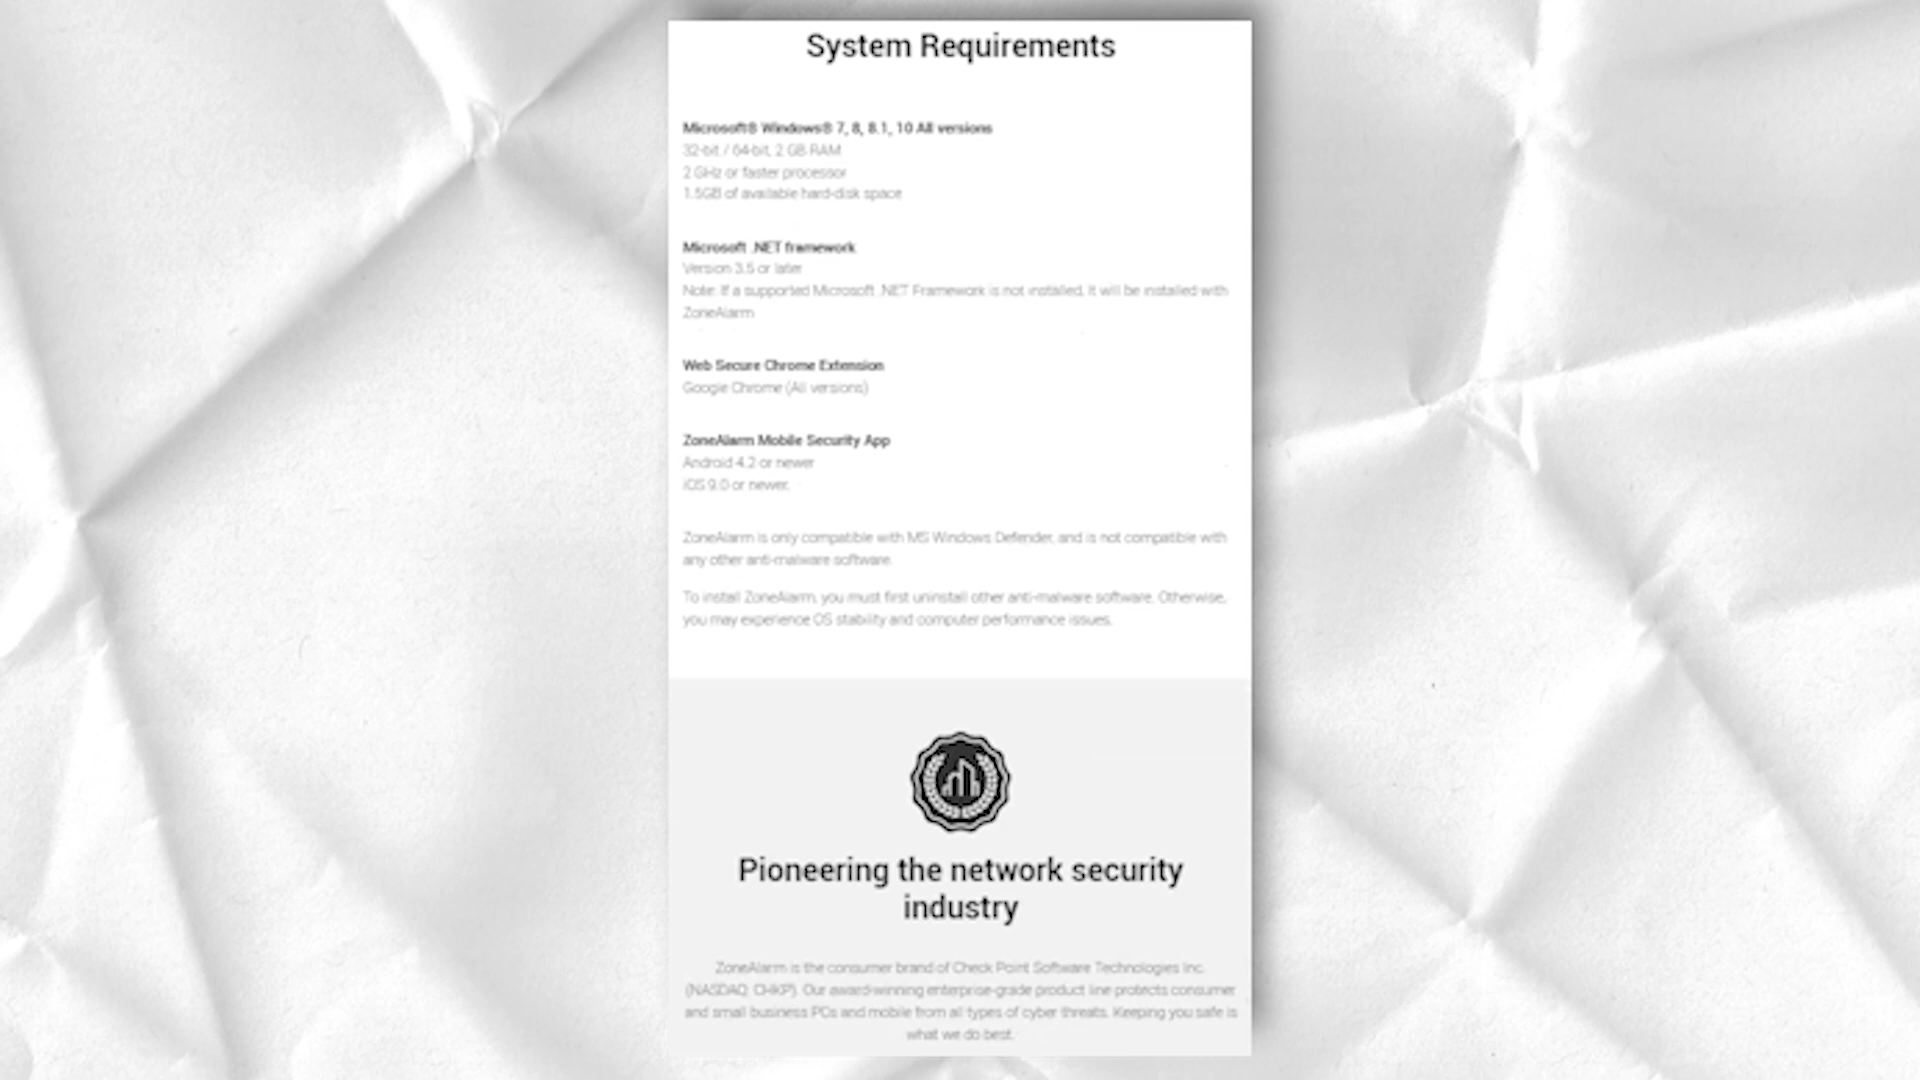 System Requirements
Microsoft® Windows® 7, 8, 8.1, 10 All versions
32-bit / 64-bit, 2 GB RAM
2 GHz or faster processor
1.5GB of available hard-disk space
Microsoft .NET framework
Version 3.5 or later
Note: If a supported Microsoft .NET Framework is not installed, it will be installed with
ZoneAlarm
Web Secure Chrome Extension
Google Chrome (All versions)
ZoneAlarm Mobile Security App
Android 4.2 or newer
iOS 9.0 or newer.
ZoneAlarm is only compatible with MS Windows Defender, and is not compatible with
any other anti-malware software.
To install ZoneAlarm, you must first uninstall other anti-malware software. Otherwise,
you may experience OS stability and computer performance issues.
Pioneering the network security
industry
ZoneAlarm is the consumer brand of Check Point Software Technologies Inc.
(NASDAQ: CHKP). Our award-winning enterprise-grade product line protects consumer
and small business PCs and mobile from all types of cyber threats. Keeping you safe is
what we do best.